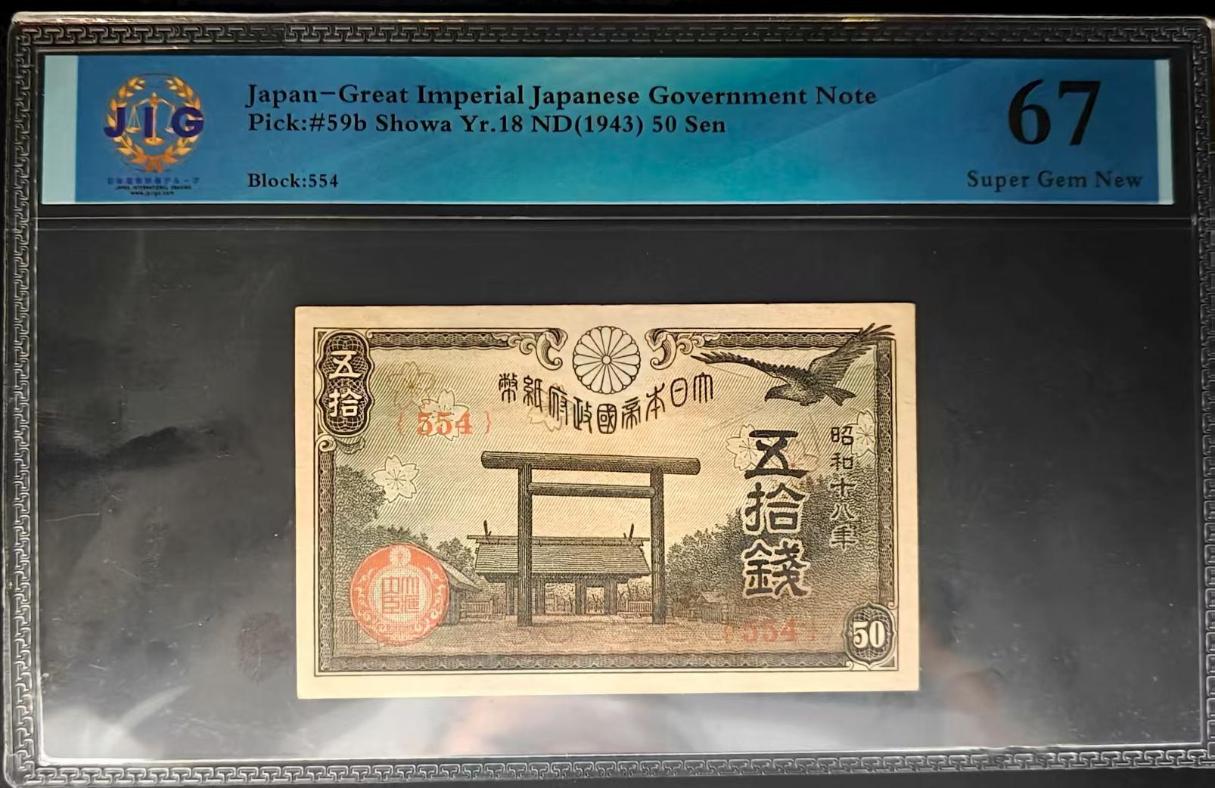 Japan-Great Imperial Japanese Government Note
Pick:#59b Showa Yr.18 ND(1943) 50 Sen
Block:554
67
Super Gem New
JIG
大日本帝國政府紙幣
五拾
{554}
五拾錢
昭和十八年
{554}
50